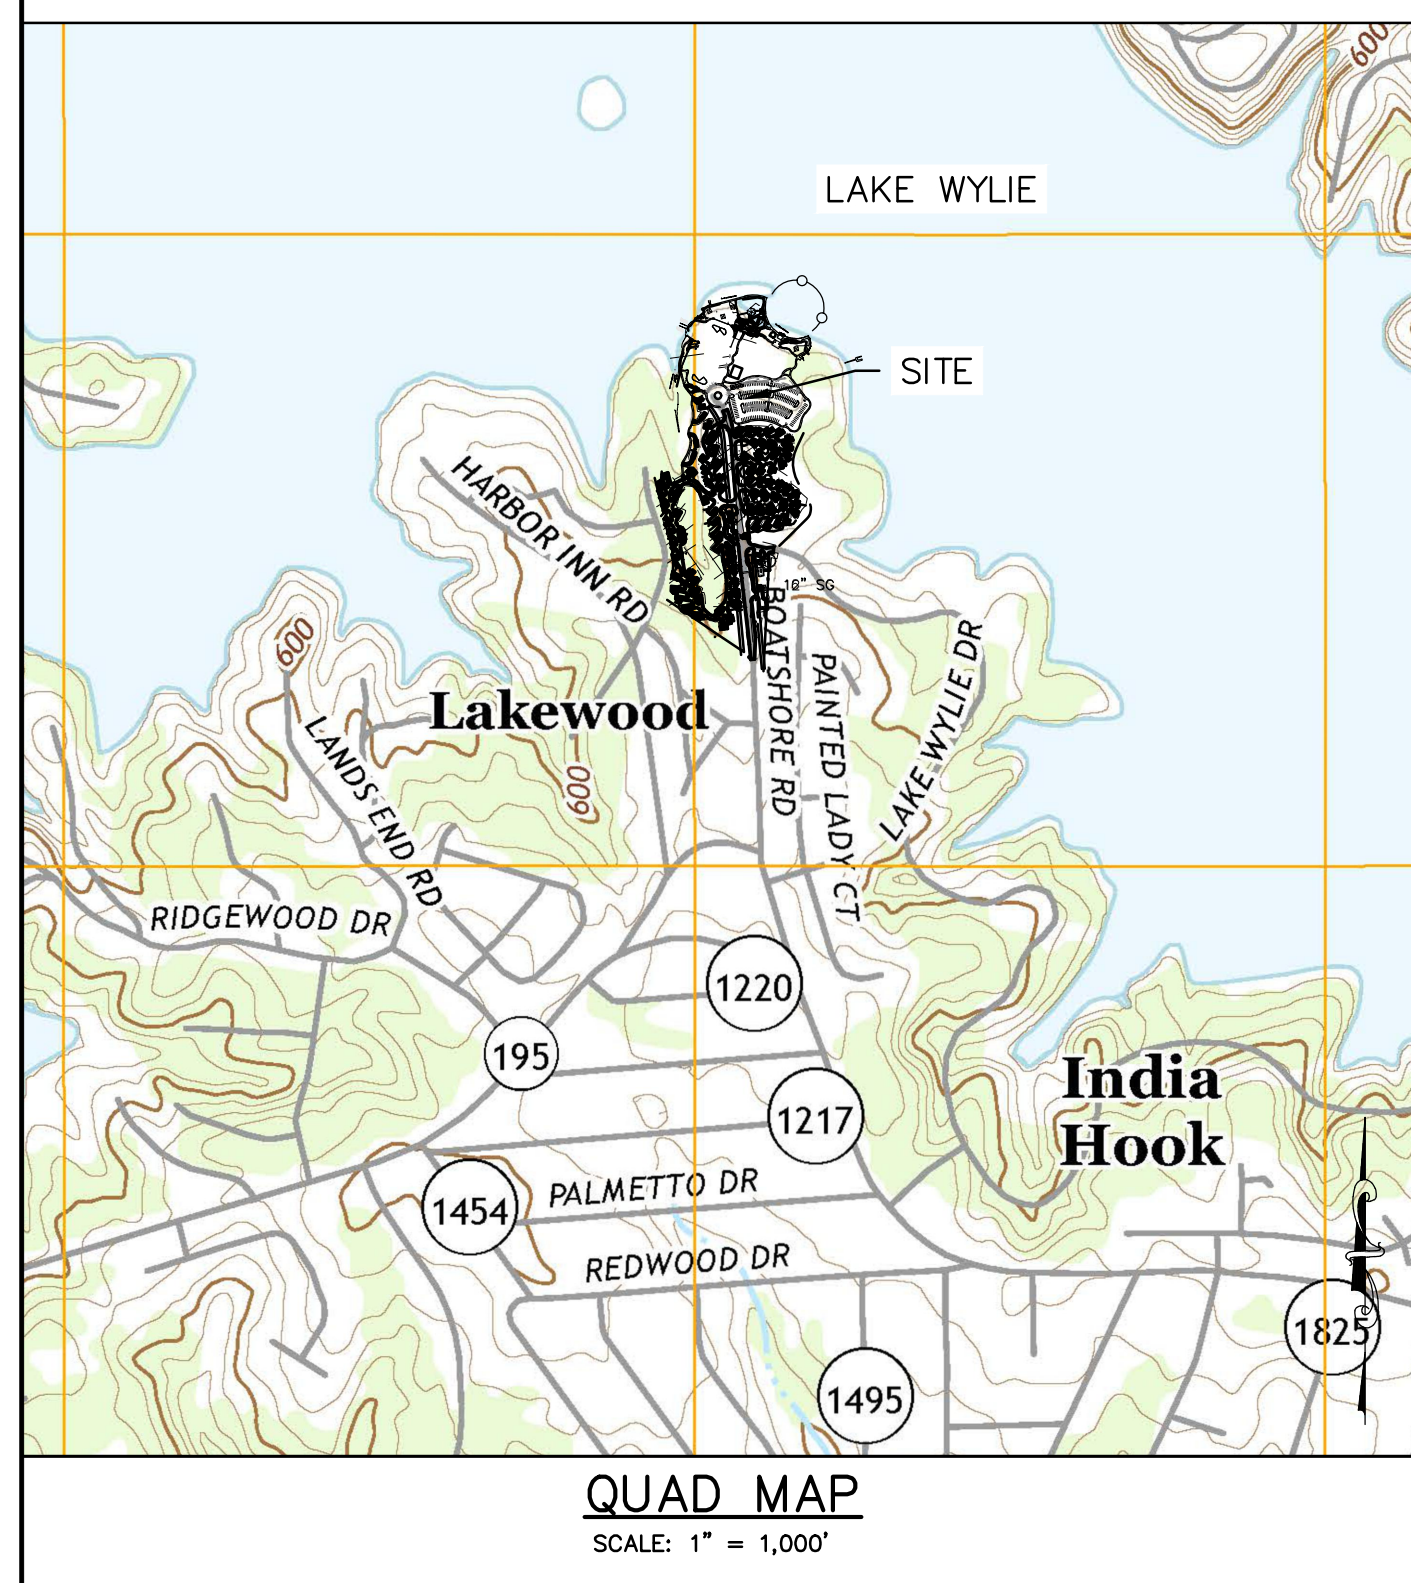 600
LAKE WYLIE
SITE
HARBOR INN RD
SG
BOATSHORE RD
PAINTED LADY CT
LAKE WYLIE DR
600
Lakewood
LANDS END RD
600
RIDGEWOOD DR
1220
195
1217
India
Hook
1454
PALMETTO DR
REDWOOD DR
1825
1495
QUAD MAP
SCALE: 1" = 1,000'